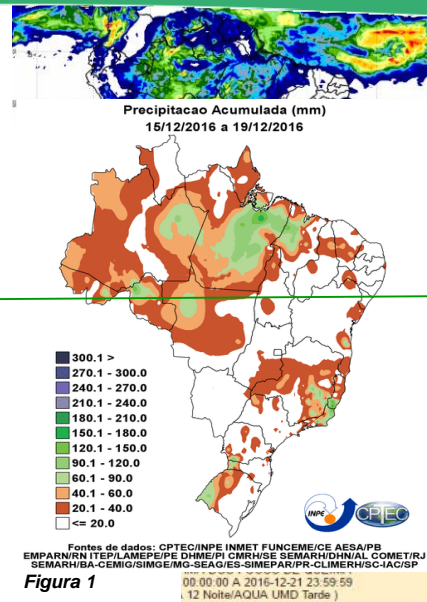 Precipitacao Acumulada (mm)
15/12/2016 a 19/12/2016
300.1 >
270.1 - 300.0
240.1 - 270.0
210.1 - 240.0
180.1 - 210.0
150.1 - 180.0
120.1 - 150.0
90.1 - 120.0
60.1 - 90.0
40.1 - 60.0
20.1 - 40.0
<= 20.0
INPE
CPTEC
Fontes de dados: CPTEC/INPE INMET FUNCEME/CE AESA/PB
EMPARN/RN ITEP/LAMEPE/PE DHME/PI CMRH/SE SEMARH/DHN/AL COMET/RJ
SEMARH/BA-CEMIG/SIMGE/MG-SEAG/ES-SIMEPAR/PR-CLIMERH/SC-IAC/SP
Figura 1
00:00:00 A 2016-12-21 23:59:59
12 Noite/AQUA UMD Tarde )